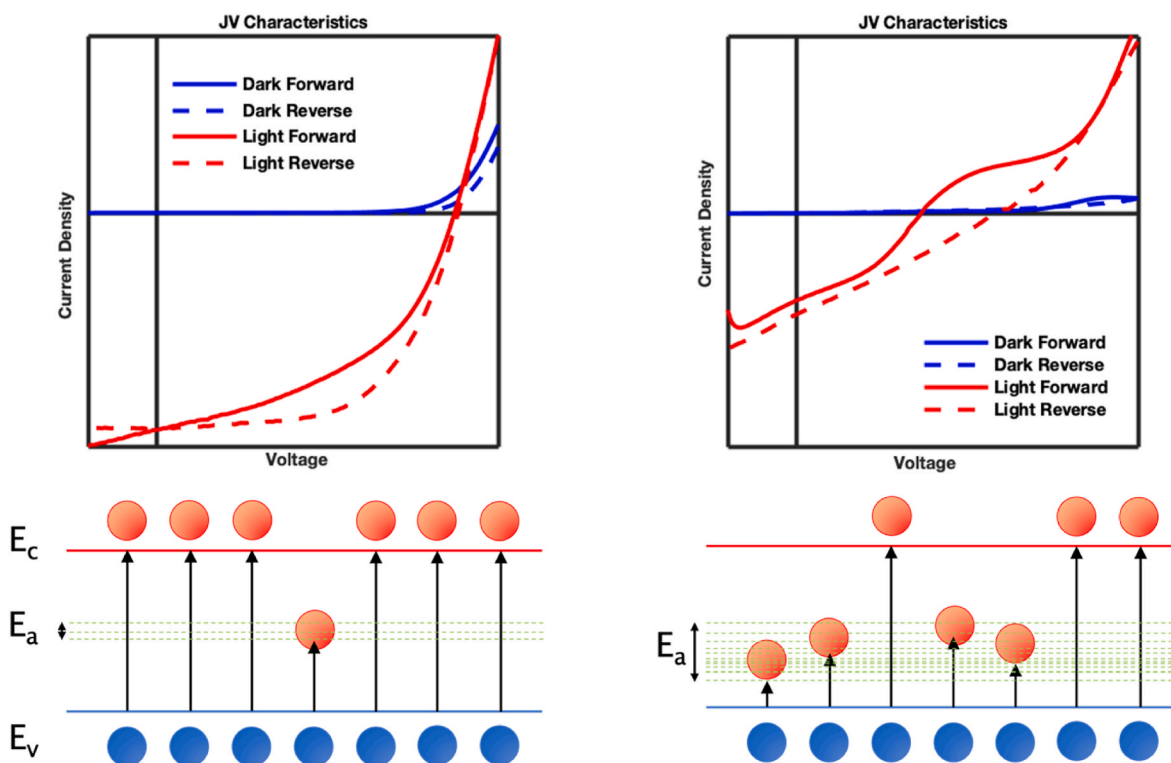 JV Characteristics
Dark Forward
Dark Reverse
Light Forward
Light Reverse
Current Density
Voltage
JV Characteristics
Dark Forward
Dark Reverse
Light Forward
Light Reverse
Current Density
Voltage
Ec
Ea
Ev
Ea